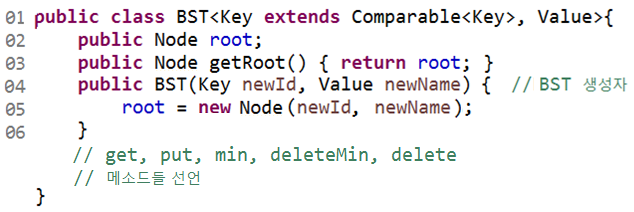 01 public class BST<Key extends Comparable<Key>, Value>{
02 public Node root;
03 public Node getRoot() { return root; }
04 public BST(Key newId, Value newName) { // BST 생성자
05 root = new Node(newId, newName);
06 }
// get, put, min, deleteMin, delete
// 메소드들 선언
}